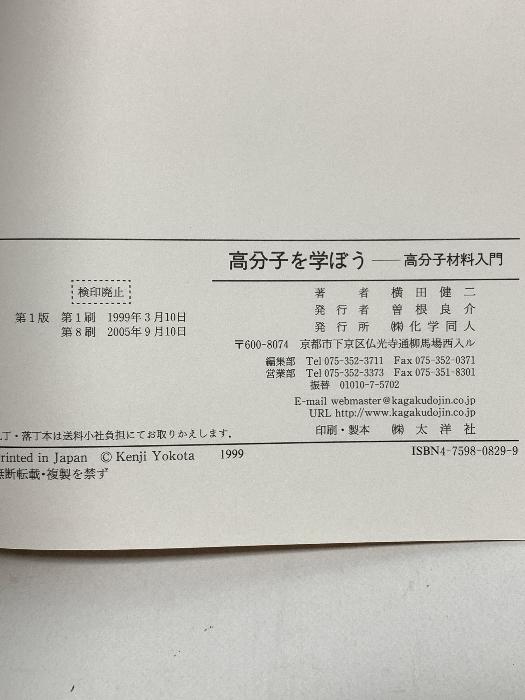 高分子を学ぼう──高分子材料入門
検印廃止
第1版 第1刷 1999年3月10日
第8刷 2005年9月10日
著者 横田健二
発行者 曽根良介
発行所 ㈱化学同人
〒600-8074 京都市下京区仏光寺通柳馬場西入ル
編集部 Tel 075-352-3711 Fax 075-352-0371
営業部 Tel 075-352-3373 Fax 075-351-8301
振替 01010-7-5702
E-mail webmaster@kagakudojin.co.jp
URL http://www.kagakudojin.co.jp
印刷・製本 ㈱太洋社
丁・落丁本は送料小社負担にてお取りかえします．
rinted in Japan © Kenji Yokota 1999
ISBN4-7598-0829-9
無断転載・複製を禁ず